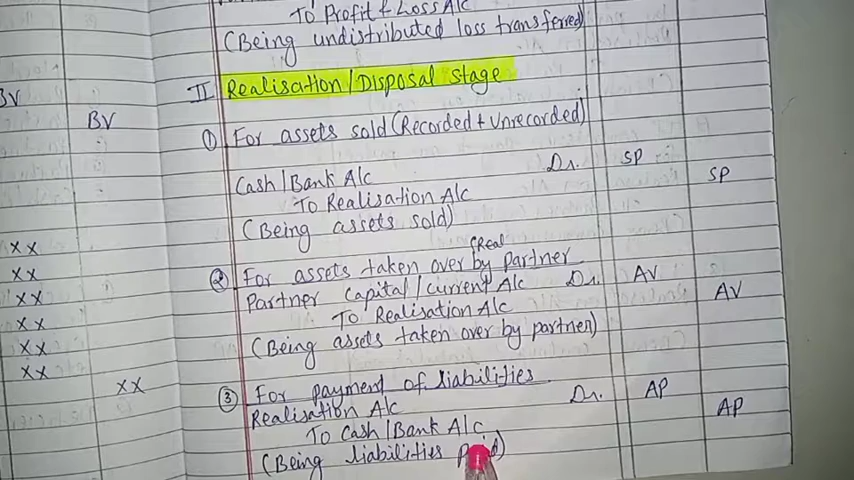 To Profit & Loss A/c
(Being undistributed loss transferred)
BV
BV
II Realisation/Disposal stage
① For assets sold (Recorded + Unrecorded)
Cash/Bank A/c Dr. SP
To Realisation A/c SP
(Being assets sold)
② For assets taken over by partner
Partner Capital/Current A/c Dr. AV
To Realisation A/c AV
(Being assets taken over by partner)
③ For payment of liabilities
Realisation A/c Dr. AP
To Cash/Bank A/c AP
(Being liabilities
XX
XX
XX
XX
XX
XX
XX